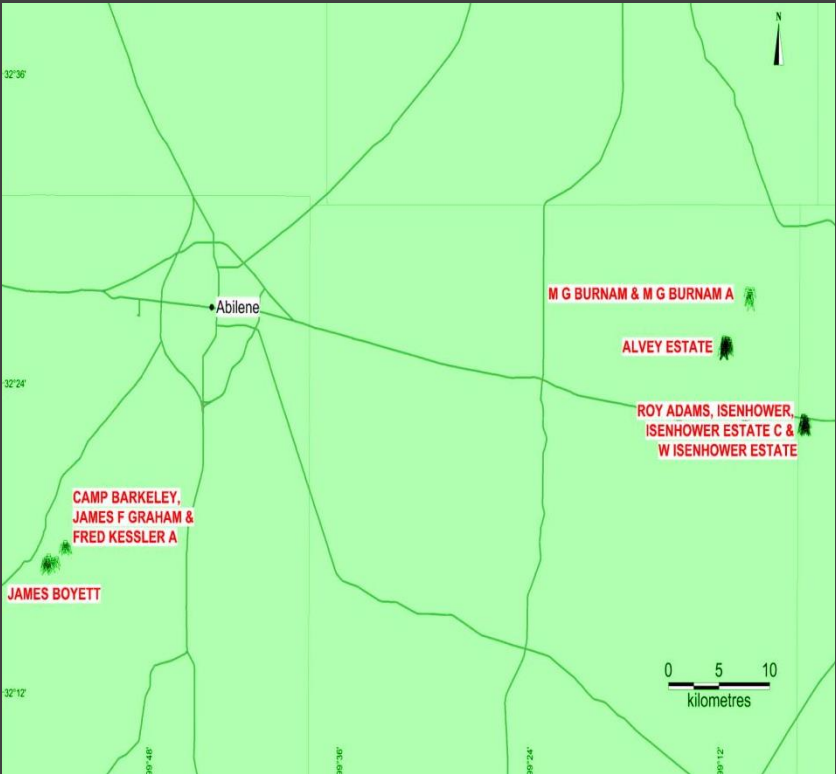 N
32°36'
M G BURNAM & M G BURNAM A
Abilene
ALVEY ESTATE
32°24'
ROY ADAMS, ISENHOWER,
ISENHOWER ESTATE C &
W ISENHOWER ESTATE
CAMP BARKELEY,
JAMES F GRAHAM &
FRED KESSLER A
JAMES BOYETT
0 5 10
kilometres
32°12'
99°48'
99°36'
99°24'
99°12'